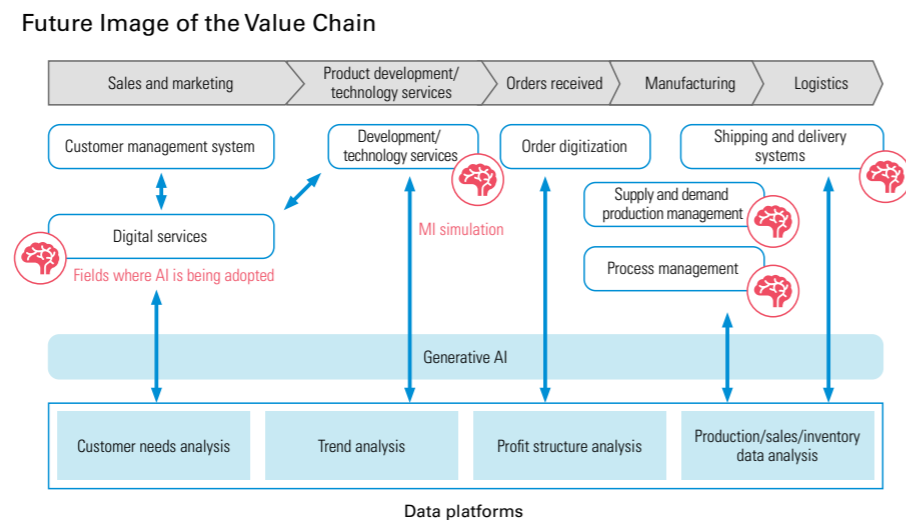 Future Image of the Value Chain
Sales and marketing
Product development/
technology services
Orders received
Manufacturing
Logistics
Customer management system
Development/
technology services
Order digitization
Shipping and delivery
systems
Supply and demand
production management
Digital services
MI simulation
Fields where AI is being adopted
Process management
Generative AI
Customer needs analysis
Trend analysis
Profit structure analysis
Production/sales/inventory
data analysis
Data platforms